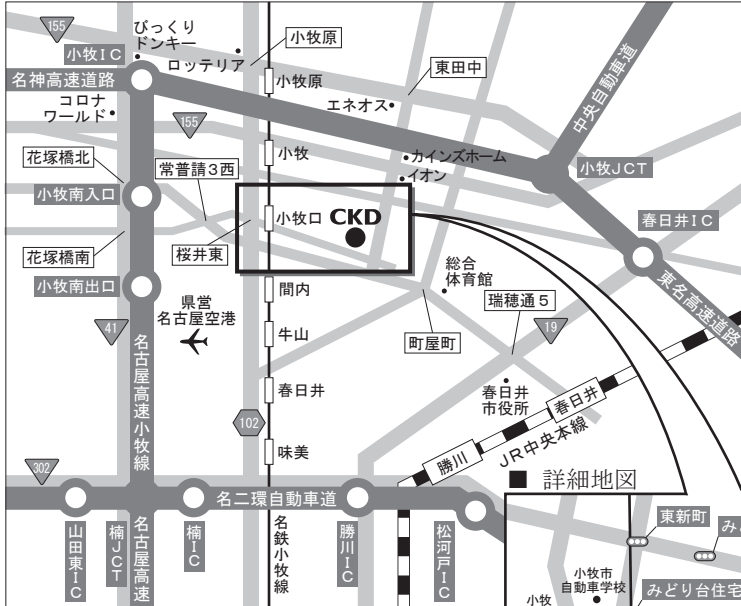 155
びっくり
ドンキー
小牧原
小牧IC
ロッテリア
東田中
名神高速道路
小牧原
中央自動車道
コロナ
ワールド
エネオス
155
花塚橋北
常普請3西
小牧
カインズホーム
イオン
小牧JCT
小牧南入口
小牧口
CKD
春日井IC
花塚橋南
桜井東
総合
体育館
東名高速道路
小牧南出口
県営
名古屋空港
間内
瑞穂通5
41
牛山
町屋町
19
名古屋高速小牧線
春日井
春日井
市役所
春日井
102
味美
勝川
JR中央本線
302
詳細地図
名二環自動車道
山田東IC
楠JCT
名古屋高速
楠IC
名鉄小牧線
勝川IC
松河戸IC
東新町
み
小牧市
自動車学校
小牧
みどり台住宅